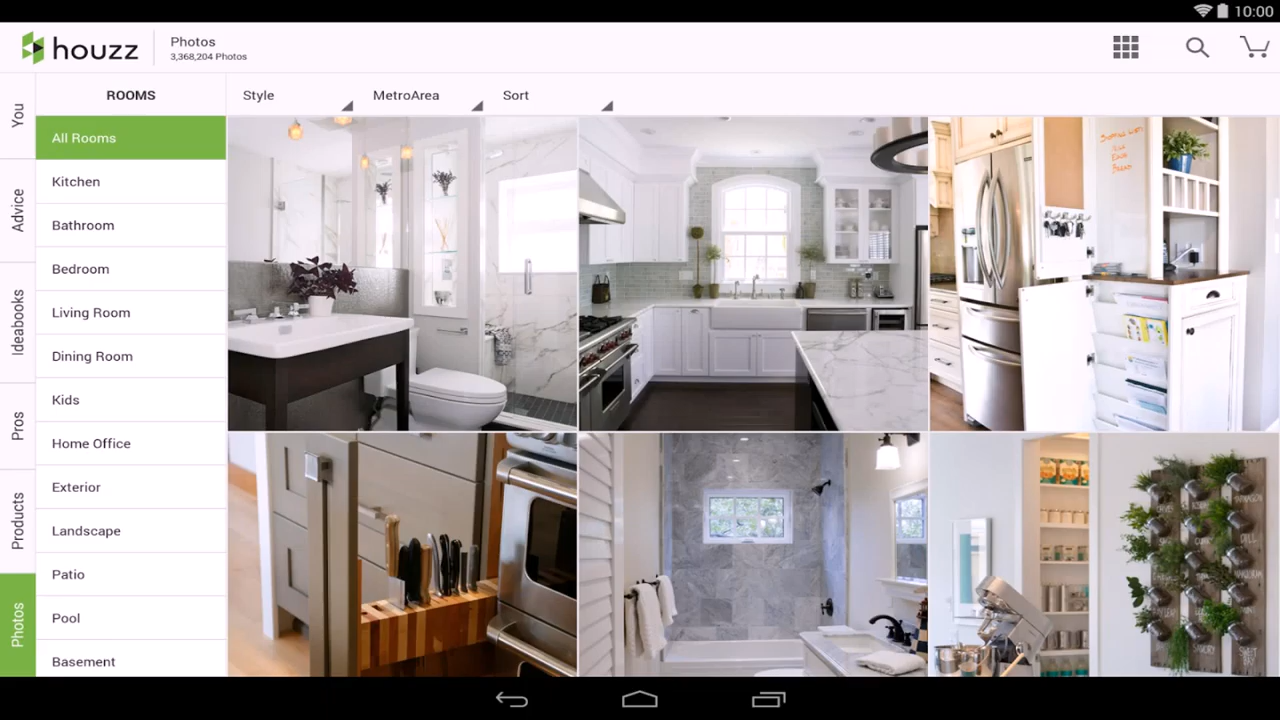 10:00
houzz
Photos
3,368,204 Photos
You
Advice
Ideabooks
Pros
Products
Photos
ROOMS
All Rooms
Kitchen
Bathroom
Bedroom
Living Room
Dining Room
Kids
Home Office
Exterior
Landscape
Patio
Pool
Basement
Style
MetroArea
Sort